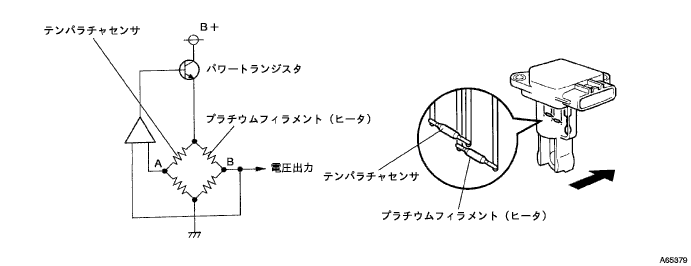 B+
テンパラチャセンサ
パワートランジスタ
プラチウムフィラメント（ヒータ）
A
B
電圧出力
テンパラチャセンサ
プラチウムフィラメント（ヒータ）
A65379